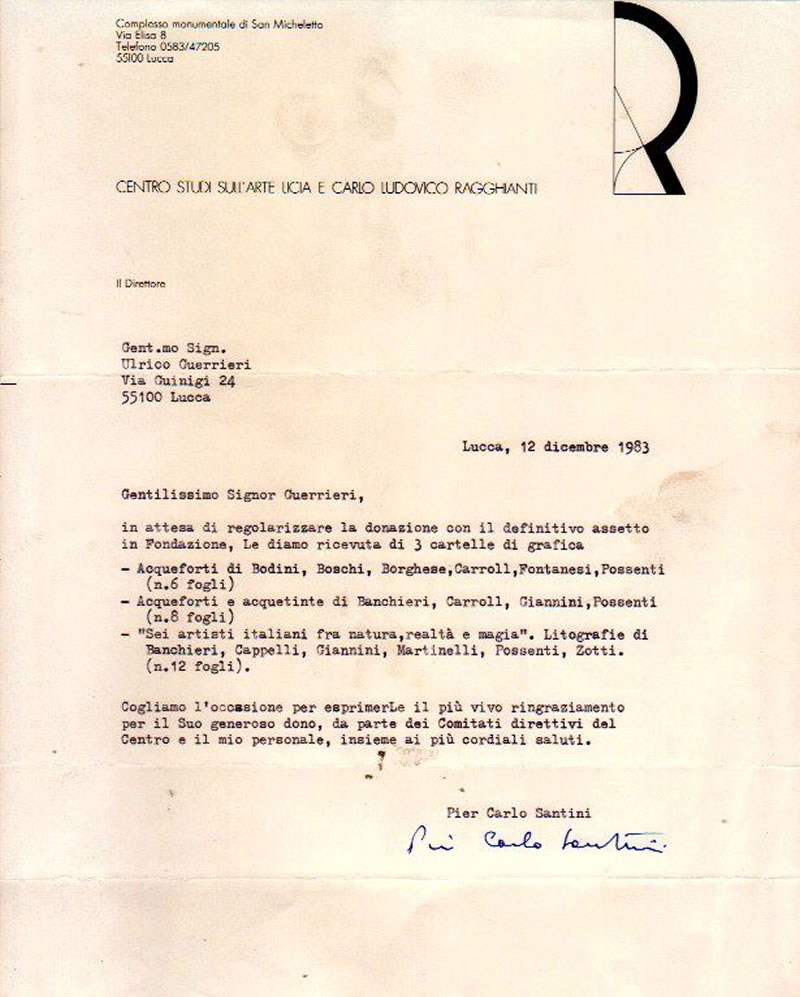 Complesso monumentale di San Micheletto
Via Elisa 8
Telefono 0583/47205
55100 Lucca
R
CENTRO STUDI SULL'ARTE LICIA E CARLO LUDOVICO RAGGHIANTI
Il Direttore
Gent.mo Sign.
Ulrico Guerrieri
Via Guinigi 24
55100 Lucca
Lucca, 12 dicembre 1983
Gentilissimo Signor Guerrieri,
in attesa di regolarizzare la donazione con il definitivo assetto
in Fondazione, Le diamo ricevuta di 3 cartelle di grafica
- Acqueforti di Bodini, Boschi, Borghese,Carroll,Fontanesi,Possenti
(n.6 fogli)
- Acqueforti e acquetinte di Banchieri, Carroll, Giannini,Possenti
(n.8 fogli)
- "Sei artisti italiani fra natura,realtà e magia". Litografie di
Banchieri, Cappelli, Giannini, Martinelli, Possenti, Zotti.
(n.12 fogli).
Cogliamo l'occasione per esprimerLe il più vivo ringraziamento
per il Suo generoso dono, da parte dei Comitati direttivi del
Centro e il mio personale, insieme ai più cordiali saluti.
Pier Carlo Santini
Pier Carlo Santini